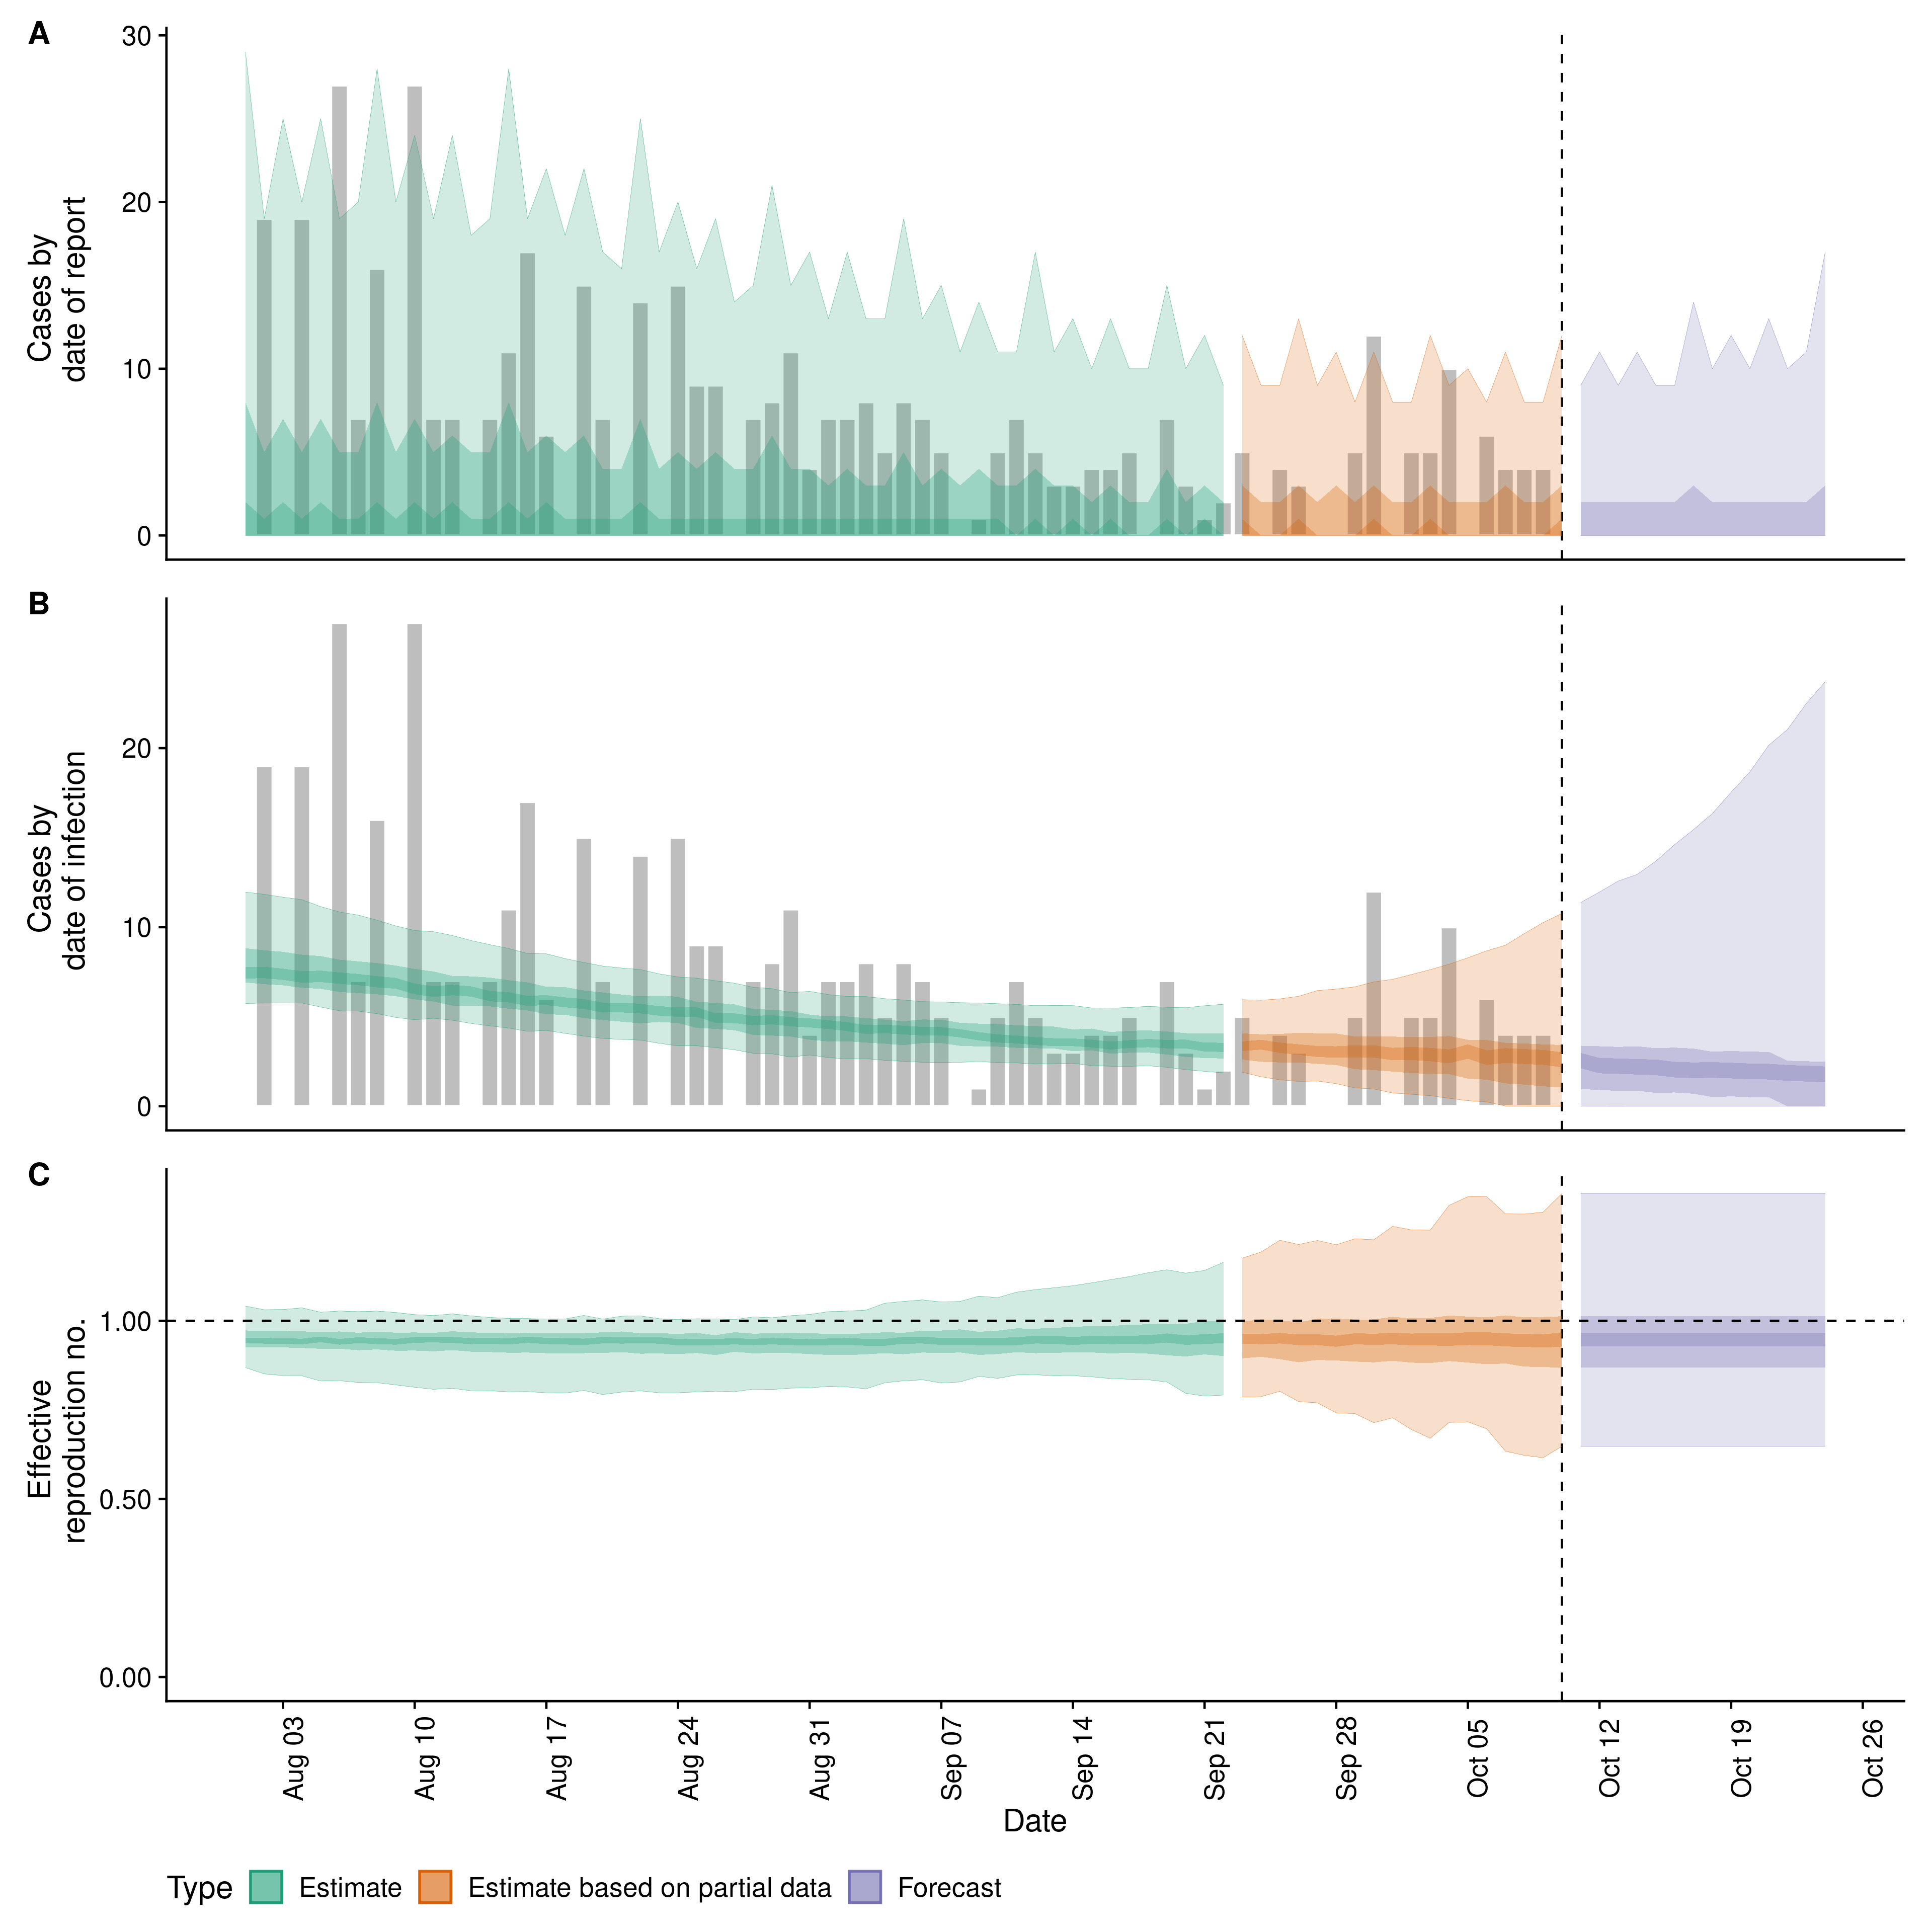 A
Cases by
date of report
30
20
10
0
B
Cases by
date of infection
20
10
0
C
Effective
reproduction no.
1.00
0.50
0.00
Aug 03
Aug 10
Aug 17
Aug 24
Aug 31
Sep 07
Sep 14
Sep 21
Sep 28
Oct 05
Oct 12
Oct 19
Oct 26
Date
Type Estimate Estimate based on partial data Forecast